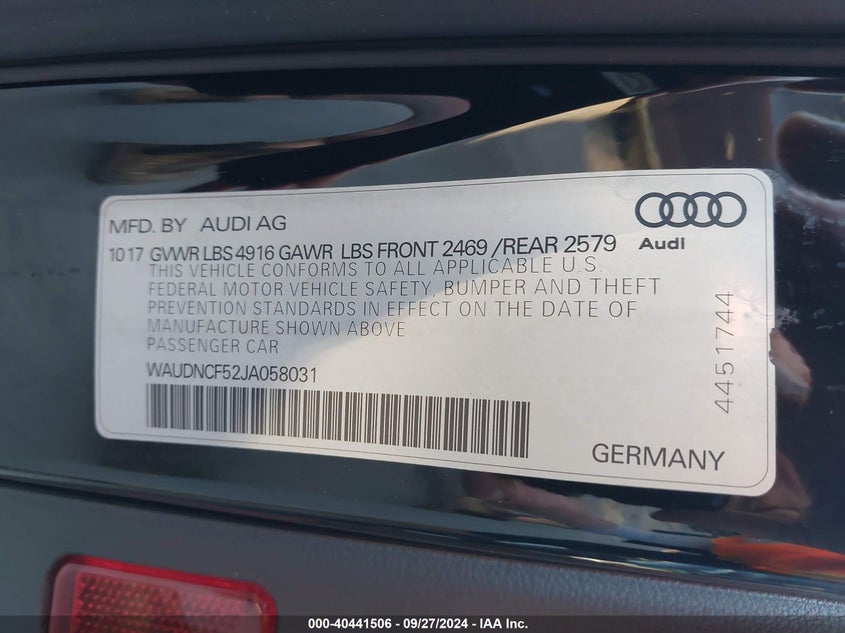 MFD. BY AUDI AG
1017 GVWR LBS 4916 GAWR LBS FRONT 2469 /REAR 2579
THIS VEHICLE CONFORMS TO ALL APPLICABLE U.S.
FEDERAL MOTOR VEHICLE SAFETY, BUMPER AND THEFT
PREVENTION STANDARDS IN EFFECT ON THE DATE OF
MANUFACTURE SHOWN ABOVE
PASSENGER CAR
WAUDNCF52JA058031
Audi
4451744
GERMANY
000-40441506 - 09/27/2024 - IAA Inc.